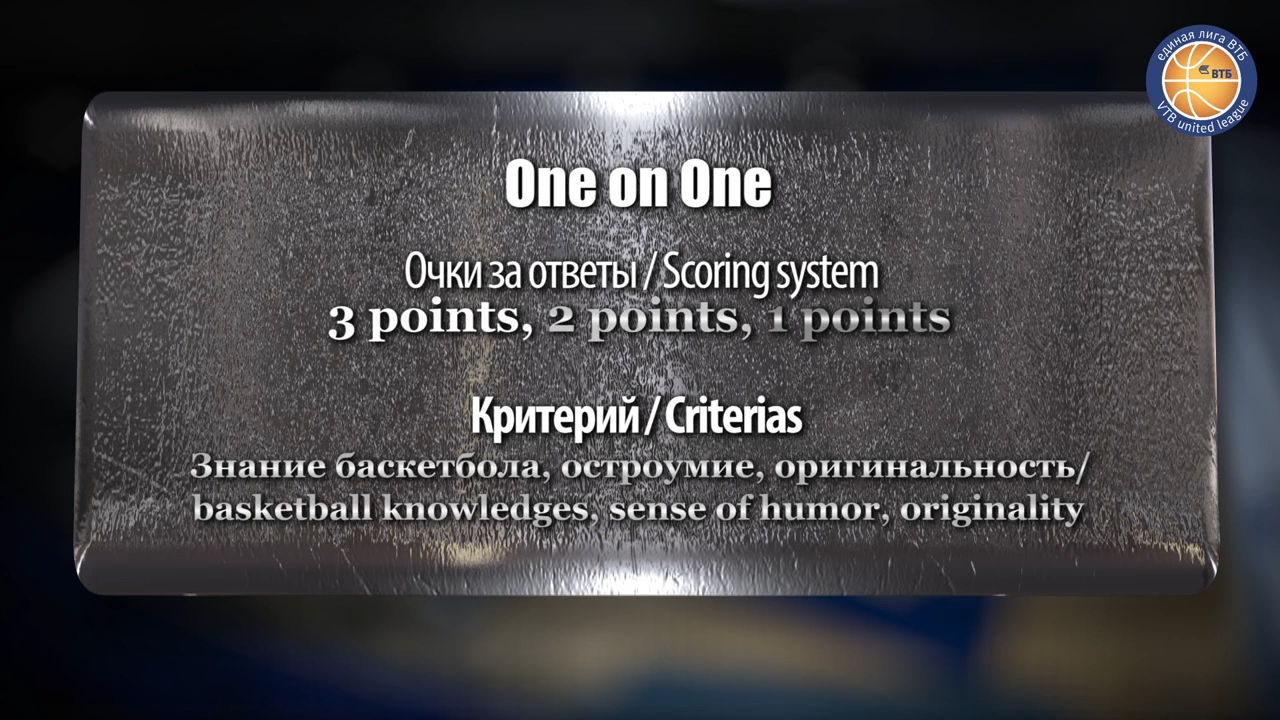 единая лига ВТБ
ВТБ
VTB united league
One on One
Очки за ответы / Scoring system
3 points, 2 points, 1 points
Критерий / Criterias
Знание баскетбола, остроумие, оригинальность/
basketball knowledges, sense of humor, originality